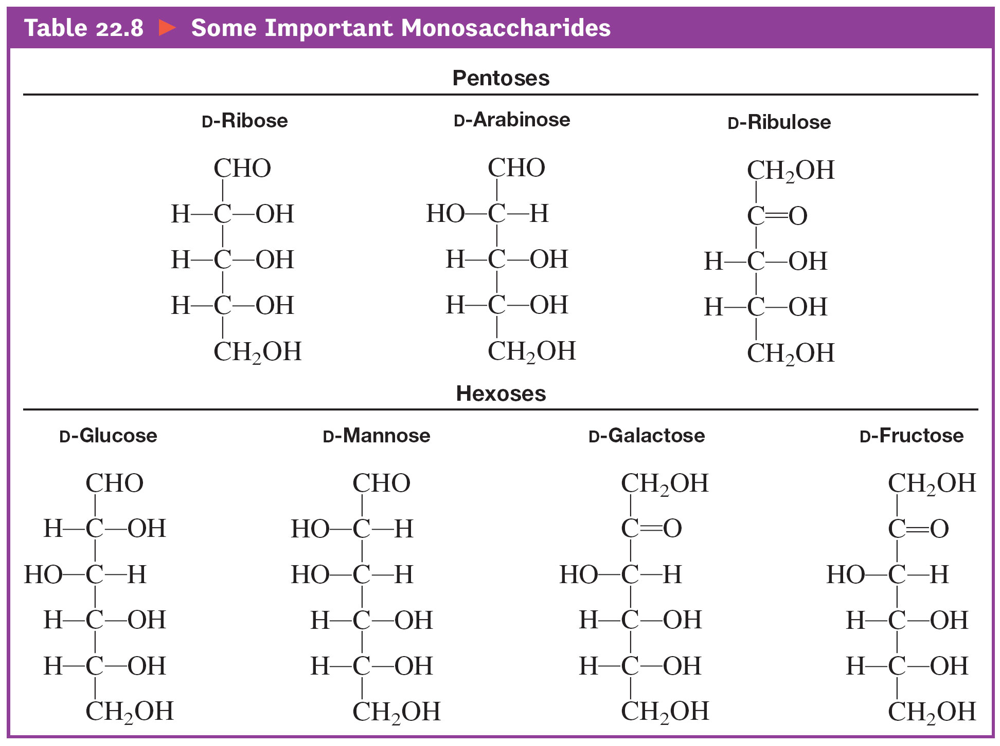 Table 22.8 ► Some Important Monosaccharides
Pentoses
D-Ribose D-Arabinose D-Ribulose
CHO CHO CH₂OH
H—C—OH HO—C—H C=O
H—C—OH H—C—OH H—C—OH
H—C—OH H—C—OH H—C—OH
CH₂OH CH₂OH CH₂OH
Hexoses
D-Glucose D-Mannose D-Galactose D-Fructose
CHO CHO CH₂OH CH₂OH
H—C—OH HO—C—H C=O C=O
HO—C—H HO—C—H HO—C—H HO—C—H
H—C—OH H—C—OH H—C—OH H—C—OH
H—C—OH H—C—OH H—C—OH H—C—OH
CH₂OH CH₂OH CH₂OH CH₂OH